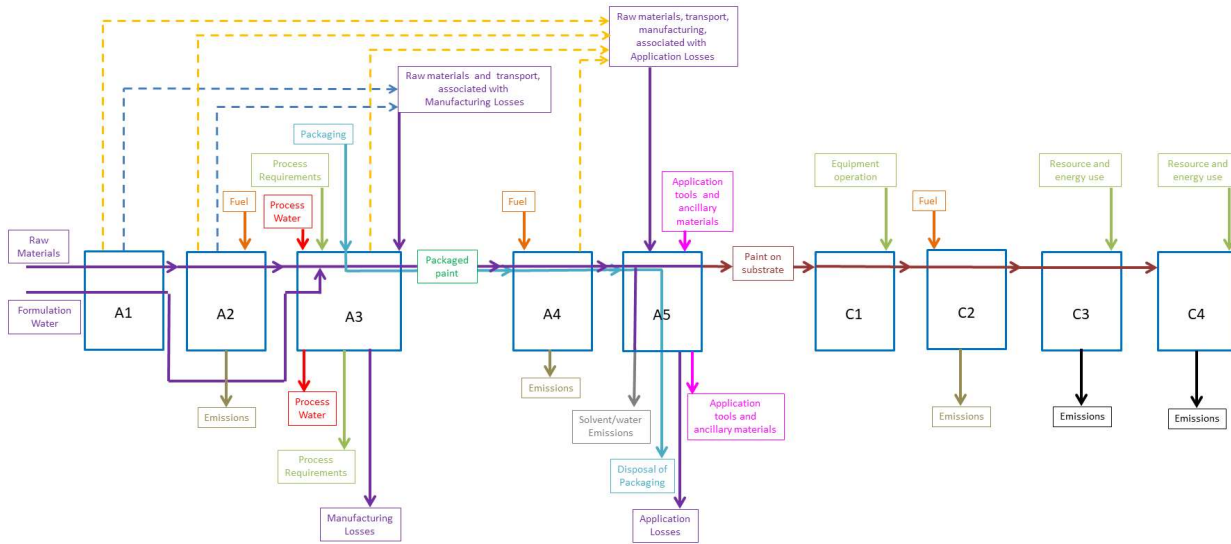 Raw materials, transport,
manufacturing,
associated with
Application Losses
Raw materials and transport,
associated with
Manufacturing Losses
Packaging
Process
Requirements
Equipment
operation
Resource and
energy use
Resource and
energy use
Application
tools and
ancillary
materials
Fuel
Process
Water
Fuel
Fuel
Raw
Materials
Packaged
paint
Paint on
substrate
Formulation
Water
A1
A2
A3
A4
A5
C1
C2
C3
C4
Emissions
Process
Water
Emissions
Solvent/water
Emissions
Application
tools and
ancillary materials
Emissions
Emissions
Emissions
Process
Requirements
Disposal of
Packaging
Manufacturing
Losses
Application
Losses